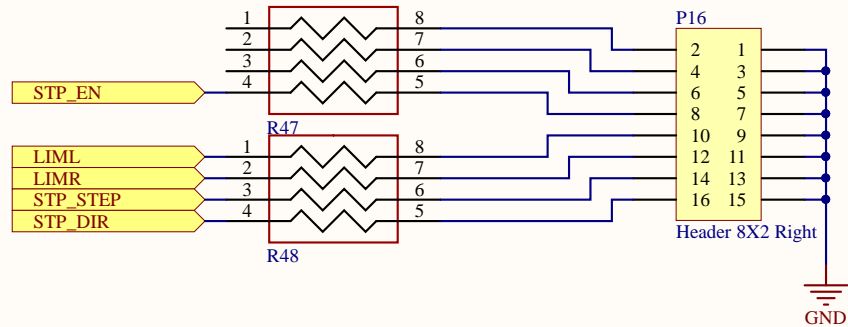 1 8 P16
2 7 2 1
3 6 4 3
STP_EN 4 5 6 5
R47 8 7
LIML 1 8 10 9
LIMR 2 7 12 11
STP_STEP 3 6 14 13
STP_DIR 4 5 16 15
R48 Header 8X2 Right
GND